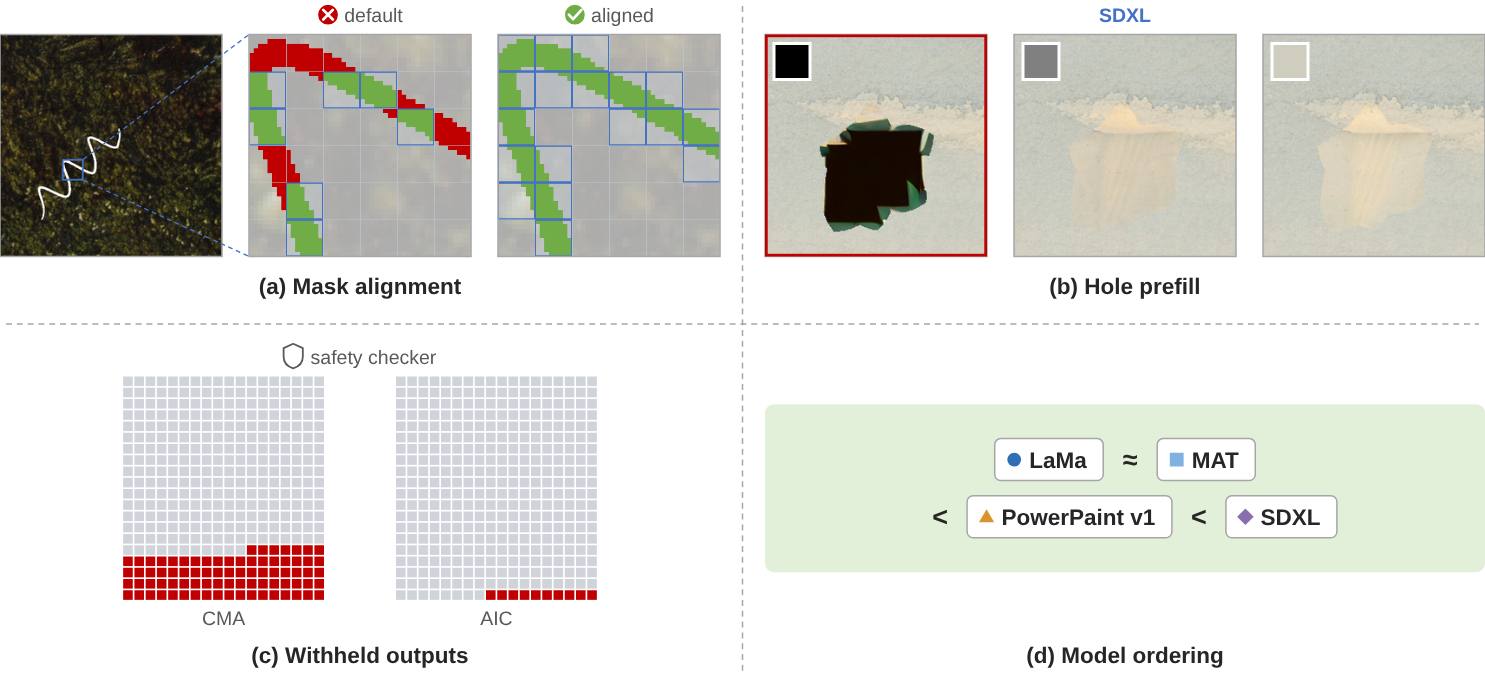 default
aligned
(a) Mask alignment
SDXL
(b) Hole prefill
safety checker
CMA
AIC
(c) Withheld outputs
LaMa ≈ MAT
< PowerPaint v1 < SDXL
(d) Model ordering